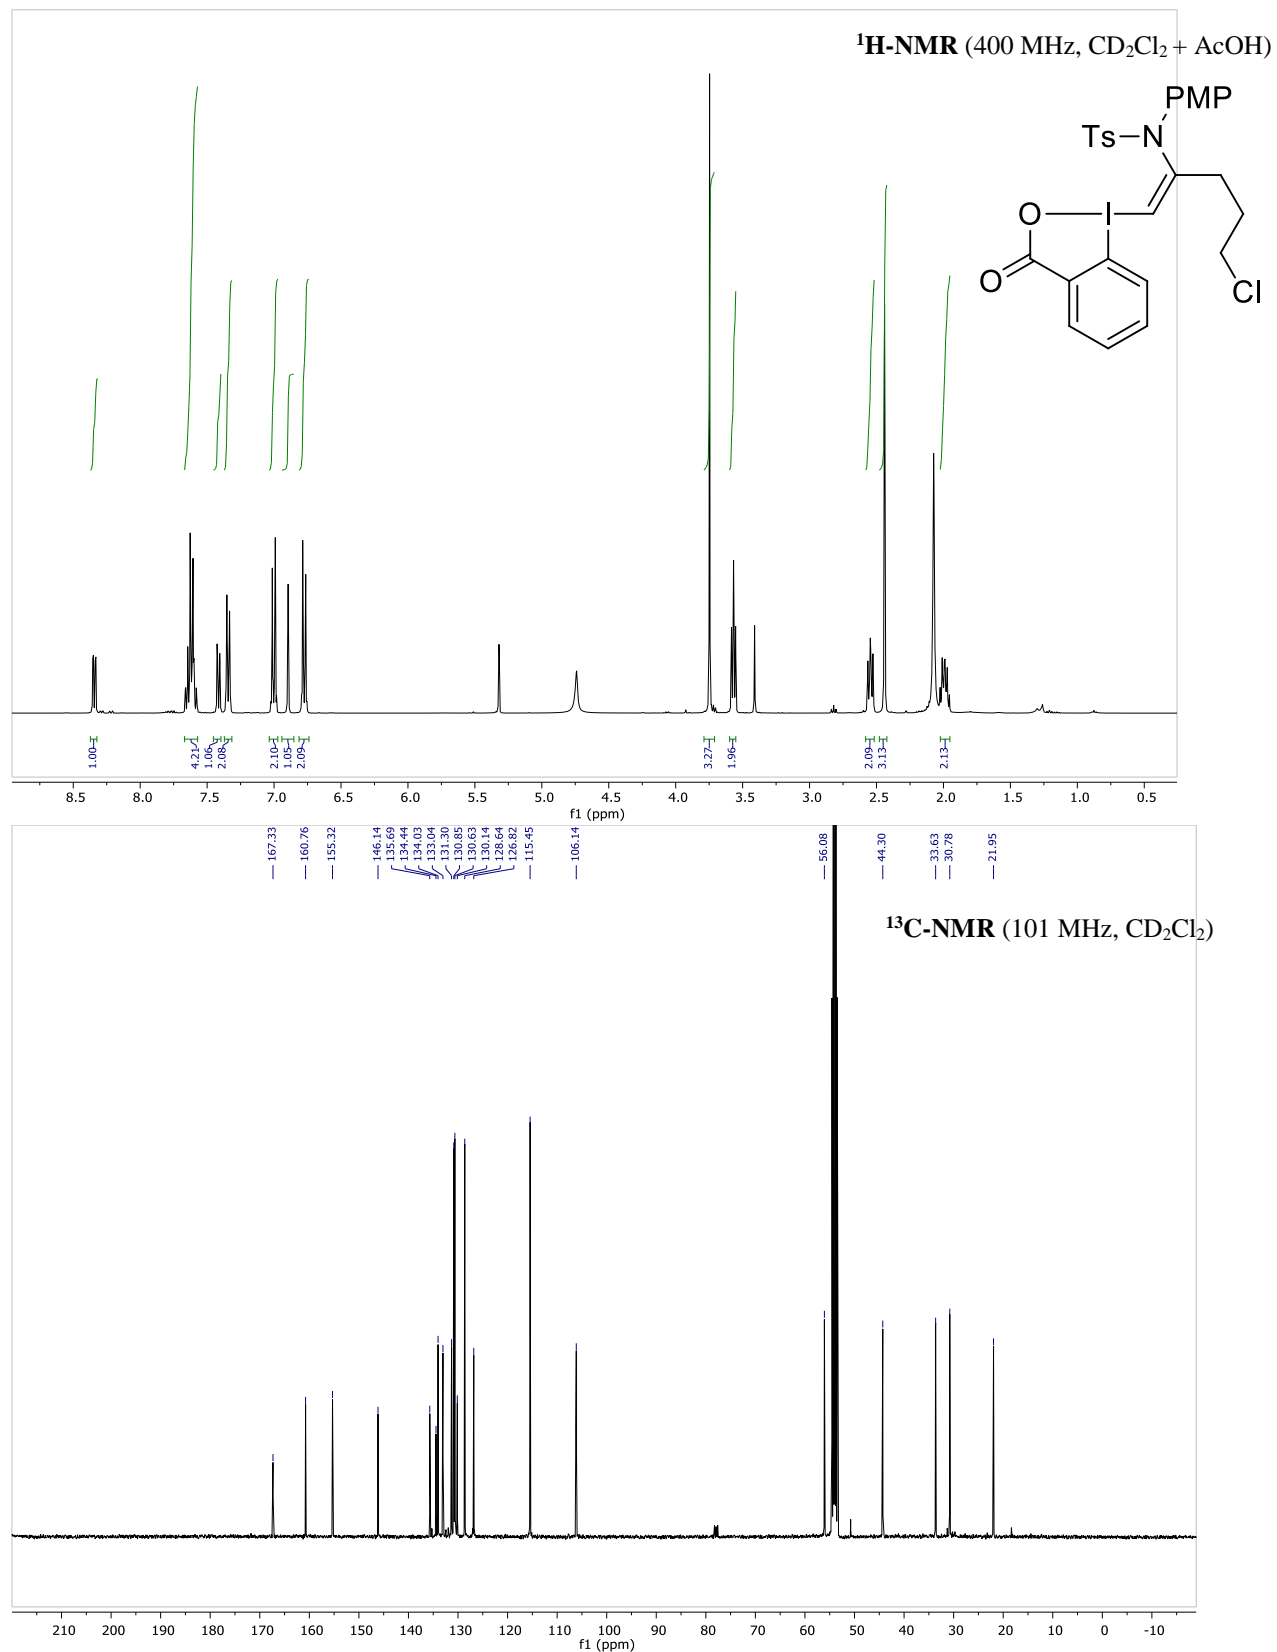 ¹H-NMR (400 MHz, CD₂Cl₂ + AcOH)
PMP
Ts
N
O
I
O
Cl
1.00
4.21
1.06
2.08
2.10
1.05
2.09
3.27
1.96
2.09
3.13
2.13
8.5 8.0 7.5 7.0 6.5 6.0 5.5 5.0 4.5 4.0 3.5 3.0 2.5 2.0 1.5 1.0 0.5
f1 (ppm)
167.33
160.76
155.32
146.14
135.69
134.44
134.03
133.04
131.30
130.85
130.63
130.14
128.64
126.82
115.45
106.14
56.08
44.30
33.63
30.78
21.95
¹³C-NMR (101 MHz, CD₂Cl₂)
210 200 190 180 170 160 150 140 130 120 110 100 90 80 70 60 50 40 30 20 10 0 -10
f1 (ppm)